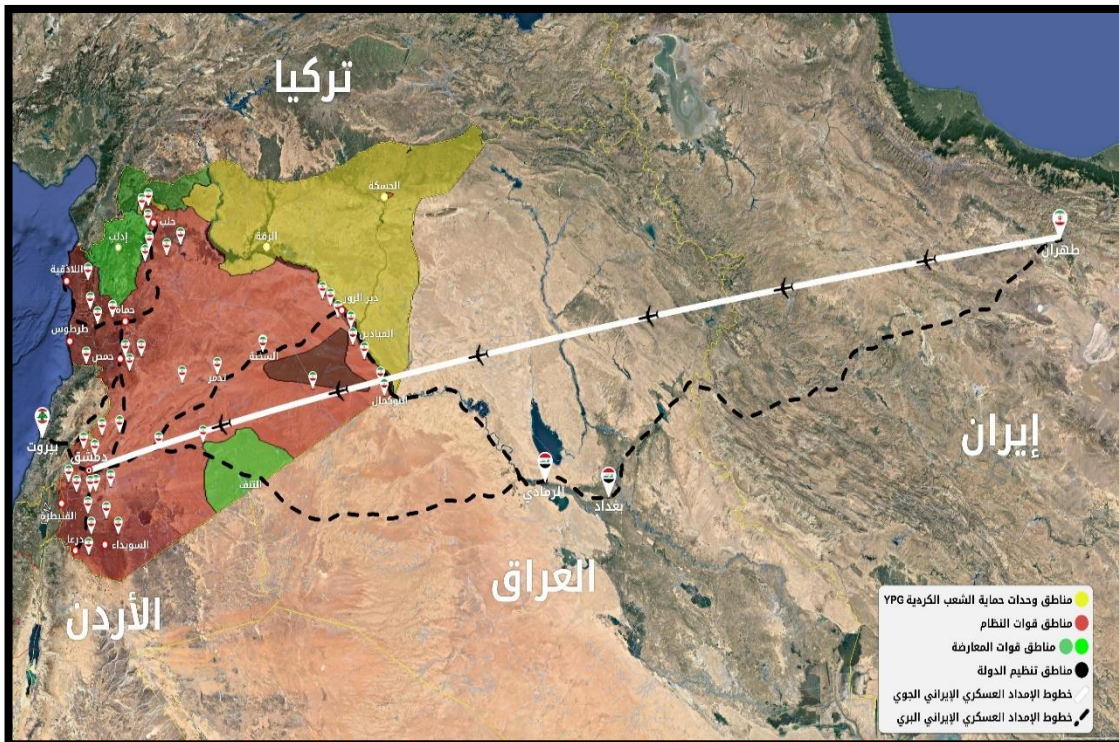 تركيا
الحسكة
حلب
إدلب
الرقة
طهران
اللاذقية
دير الزور
حماه
طرطوس
الميادين
السخنة
حمص
تدمر
البوكمال
إيران
بيروت
دمشق
التنف
الرمادي
بغداد
القنيطرة
السويداء
درعا
العراق
الأردن
مناطق وحدات حماية الشعب الكردية YPG
مناطق قوات النظام
مناطق قوات المعارضة
مناطق تنظيم الدولة
خطوط الإمداد العسكري الإيراني الجوي
خطوط الإمداد العسكري الإيراني البري